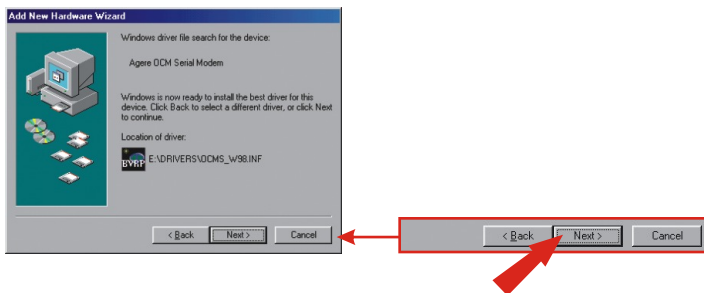 Add New Hardware Wizard
Windows driver file search for the device:
Agere OCM Serial Modem
Windows is now ready to install the best driver for this
device. Click Back to select a different driver, or click Next
to continue.
Location of driver:
BVRP E:\DRIVERS\OCMS_W98.INF
< Back Next > Cancel
< Back Next > Cancel